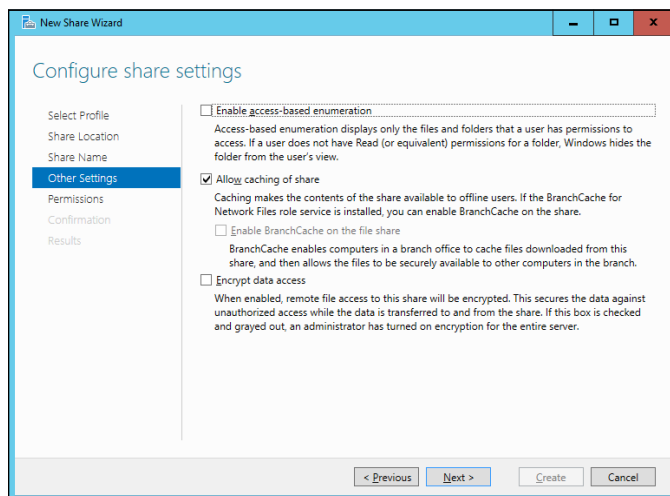 New Share Wizard
Configure share settings
Select Profile
Share Location
Share Name
Other Settings
Permissions
Confirmation
Results
Enable access-based enumeration
Access-based enumeration displays only the files and folders that a user has permissions to
access. If a user does not have Read (or equivalent) permissions for a folder, Windows hides the
folder from the user's view.
Allow caching of share
Caching makes the contents of the share available to offline users. If the BranchCache for
Network Files role service is installed, you can enable BranchCache on the share.
Enable BranchCache on the file share
BranchCache enables computers in a branch office to cache files downloaded from this
share, and then allows the files to be securely available to other computers in the branch.
Encrypt data access
When enabled, remote file access to this share will be encrypted. This secures the data against
unauthorized access while the data is transferred to and from the share. If this box is checked
and grayed out, an administrator has turned on encryption for the entire server.
< Previous
Next >
Create
Cancel